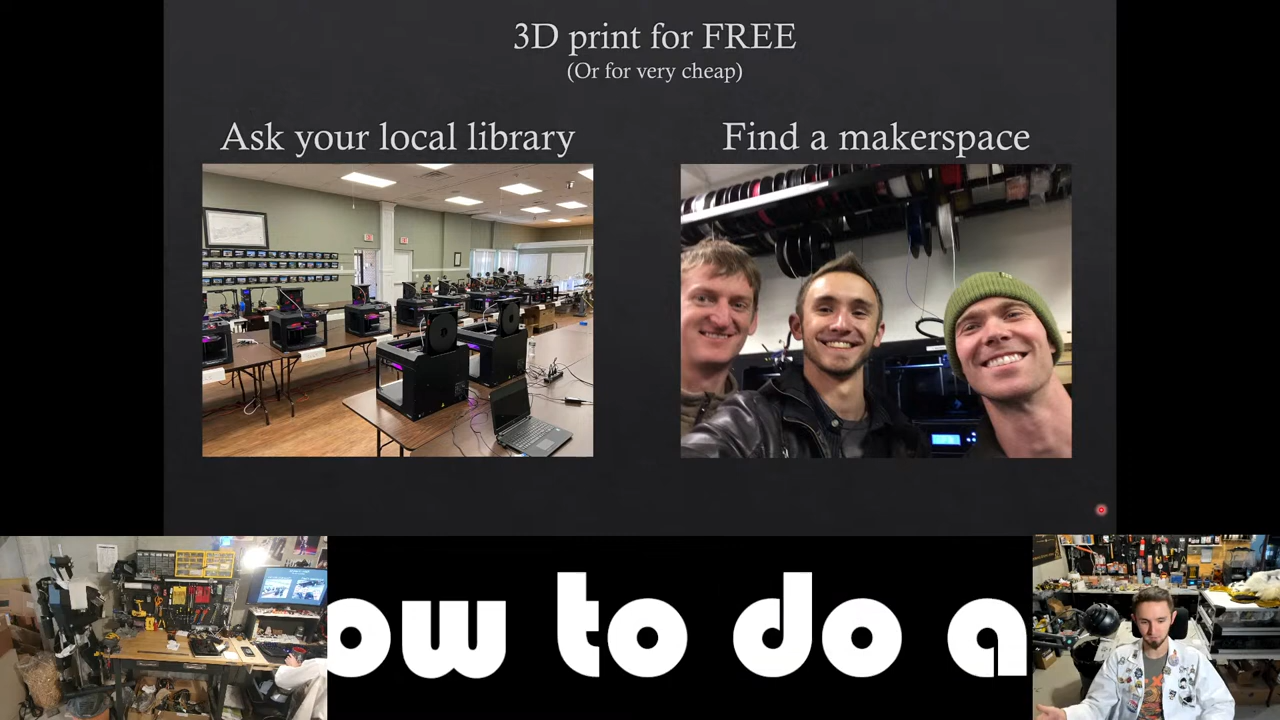 3D print for FREE
(Or for very cheap)
Ask your local library
Find a makerspace
ow to do a